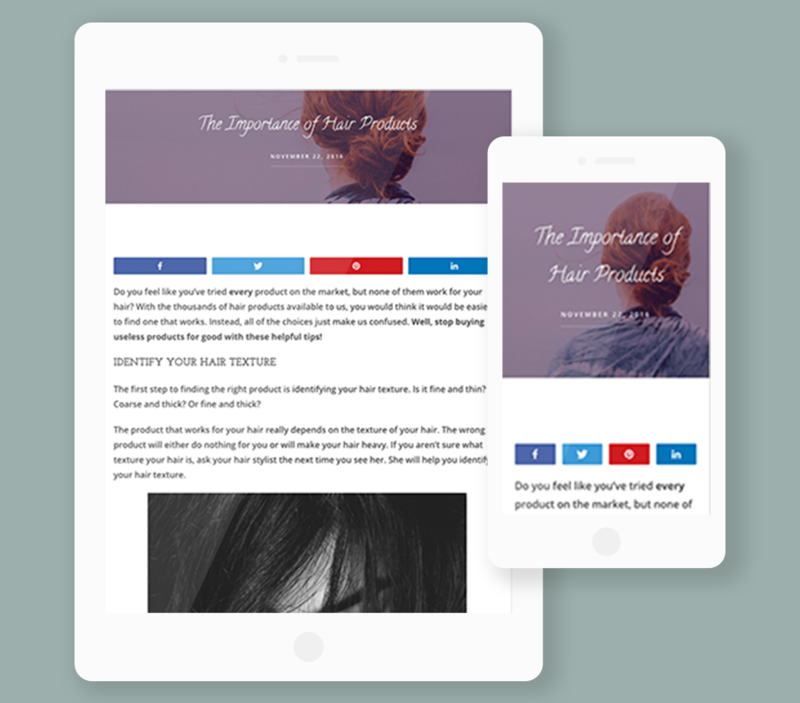 The Importance of Hair Products
NOVEMBER 22, 2016
Do you feel like you've tried every product on the market, but none of them work for your
hair? With the thousands of hair products available to us, you would think it would be easie
to find one that works. Instead, all of the choices just make us confused. Well, stop buying
useless products for good with these helpful tips!
IDENTIFY YOUR HAIR TEXTURE
The first step to finding the right product is identifying your hair texture. Is it fine and thin?
Coarse and thick? Or fine and thick?
The product that works for your hair really depends on the texture of your hair. The wrong
product will either do nothing for you or will make your hair heavy. If you aren't sure what
texture your hair is, ask your hair stylist the next time you see her. She will help you identify
your hair texture.
The Importance of
Hair Products
NOVEMBER 22, 2016
Do you feel like you've tried every
product on the market, but none of